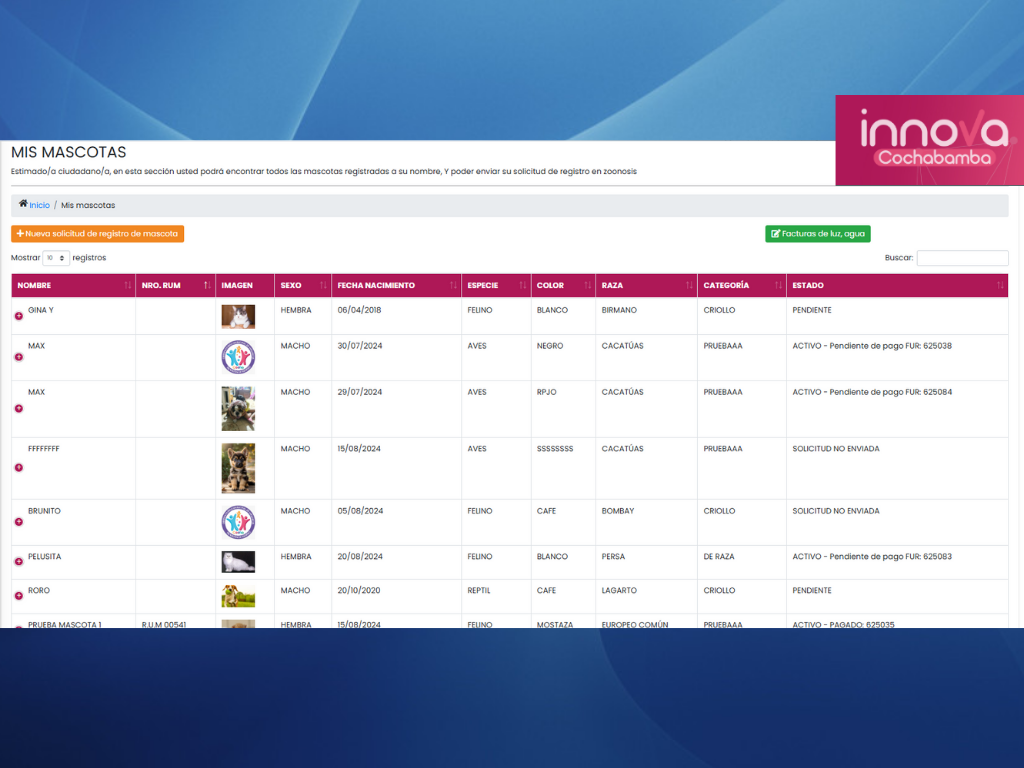 innova
Cochabamba
MIS MASCOTAS
Estimado/a ciudadano/a, en esta sección usted podrá encontrar todos las mascotas registradas a su nombre, Y poder enviar su solicitud de registro en zoonosis
Inicio / Mis mascotas
Nueva solicitud de registro de mascota
Facturas de luz, agua
Mostrar 10 registros
Buscar:
NOMBRE NRO. RUM IMAGEN SEXO FECHA NACIMIENTO ESPECIE COLOR RAZA CATEGORÍA ESTADO
GINA Y HEMBRA 06/04/2018 FELINO BLANCO BIRMANO CRIOLLO PENDIENTE
MAX MACHO 30/07/2024 AVES NEGRO CACATÚAS PRUEBAAA ACTIVO - Pendiente de pago FUR: 625038
MAX MACHO 29/07/2024 AVES RPJO CACATÚAS PRUEBAAA ACTIVO - Pendiente de pago FUR: 625084
FFFFFFFF MACHO 15/08/2024 AVES SSSSSSSS CACATÚAS PRUEBAAA SOLICITUD NO ENVIADA
BRUNITO MACHO 05/08/2024 FELINO CAFE BOMBAY CRIOLLO SOLICITUD NO ENVIADA
PELUSITA HEMBRA 20/08/2024 FELINO BLANCO PERSA DE RAZA ACTIVO - Pendiente de pago FUR: 625083
RORO MACHO 20/10/2020 REPTIL CAFE LAGARTO CRIOLLO PENDIENTE
PRUEBA MASCOTA 1 R.U.M 00541 HEMBRA 15/08/2024 FELINO MOSTAZA EUROPEO COMÚN PRUEBAAA ACTIVO - PAGADO: 625035